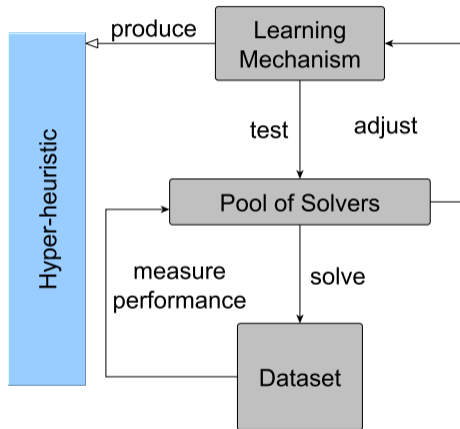 produce
Learning
Mechanism
test
adjust
Hyper-heuristic
Pool of Solvers
measure
performance
solve
Dataset